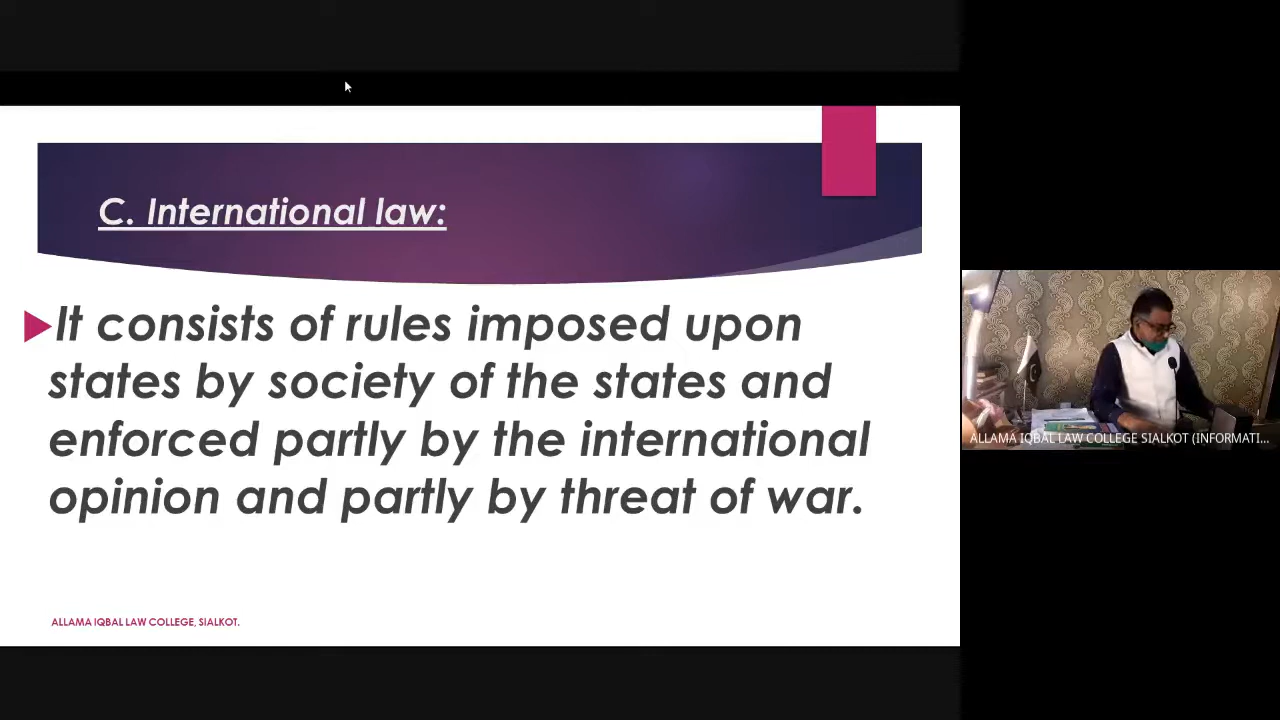 C. International law:
It consists of rules imposed upon
states by society of the states and
enforced partly by the international
opinion and partly by threat of war.
ALLAMA IQBAL LAW COLLEGE, SIALKOT.
ALLAMA IQBAL LAW COLLEGE SIALKOT (INFORMATI...